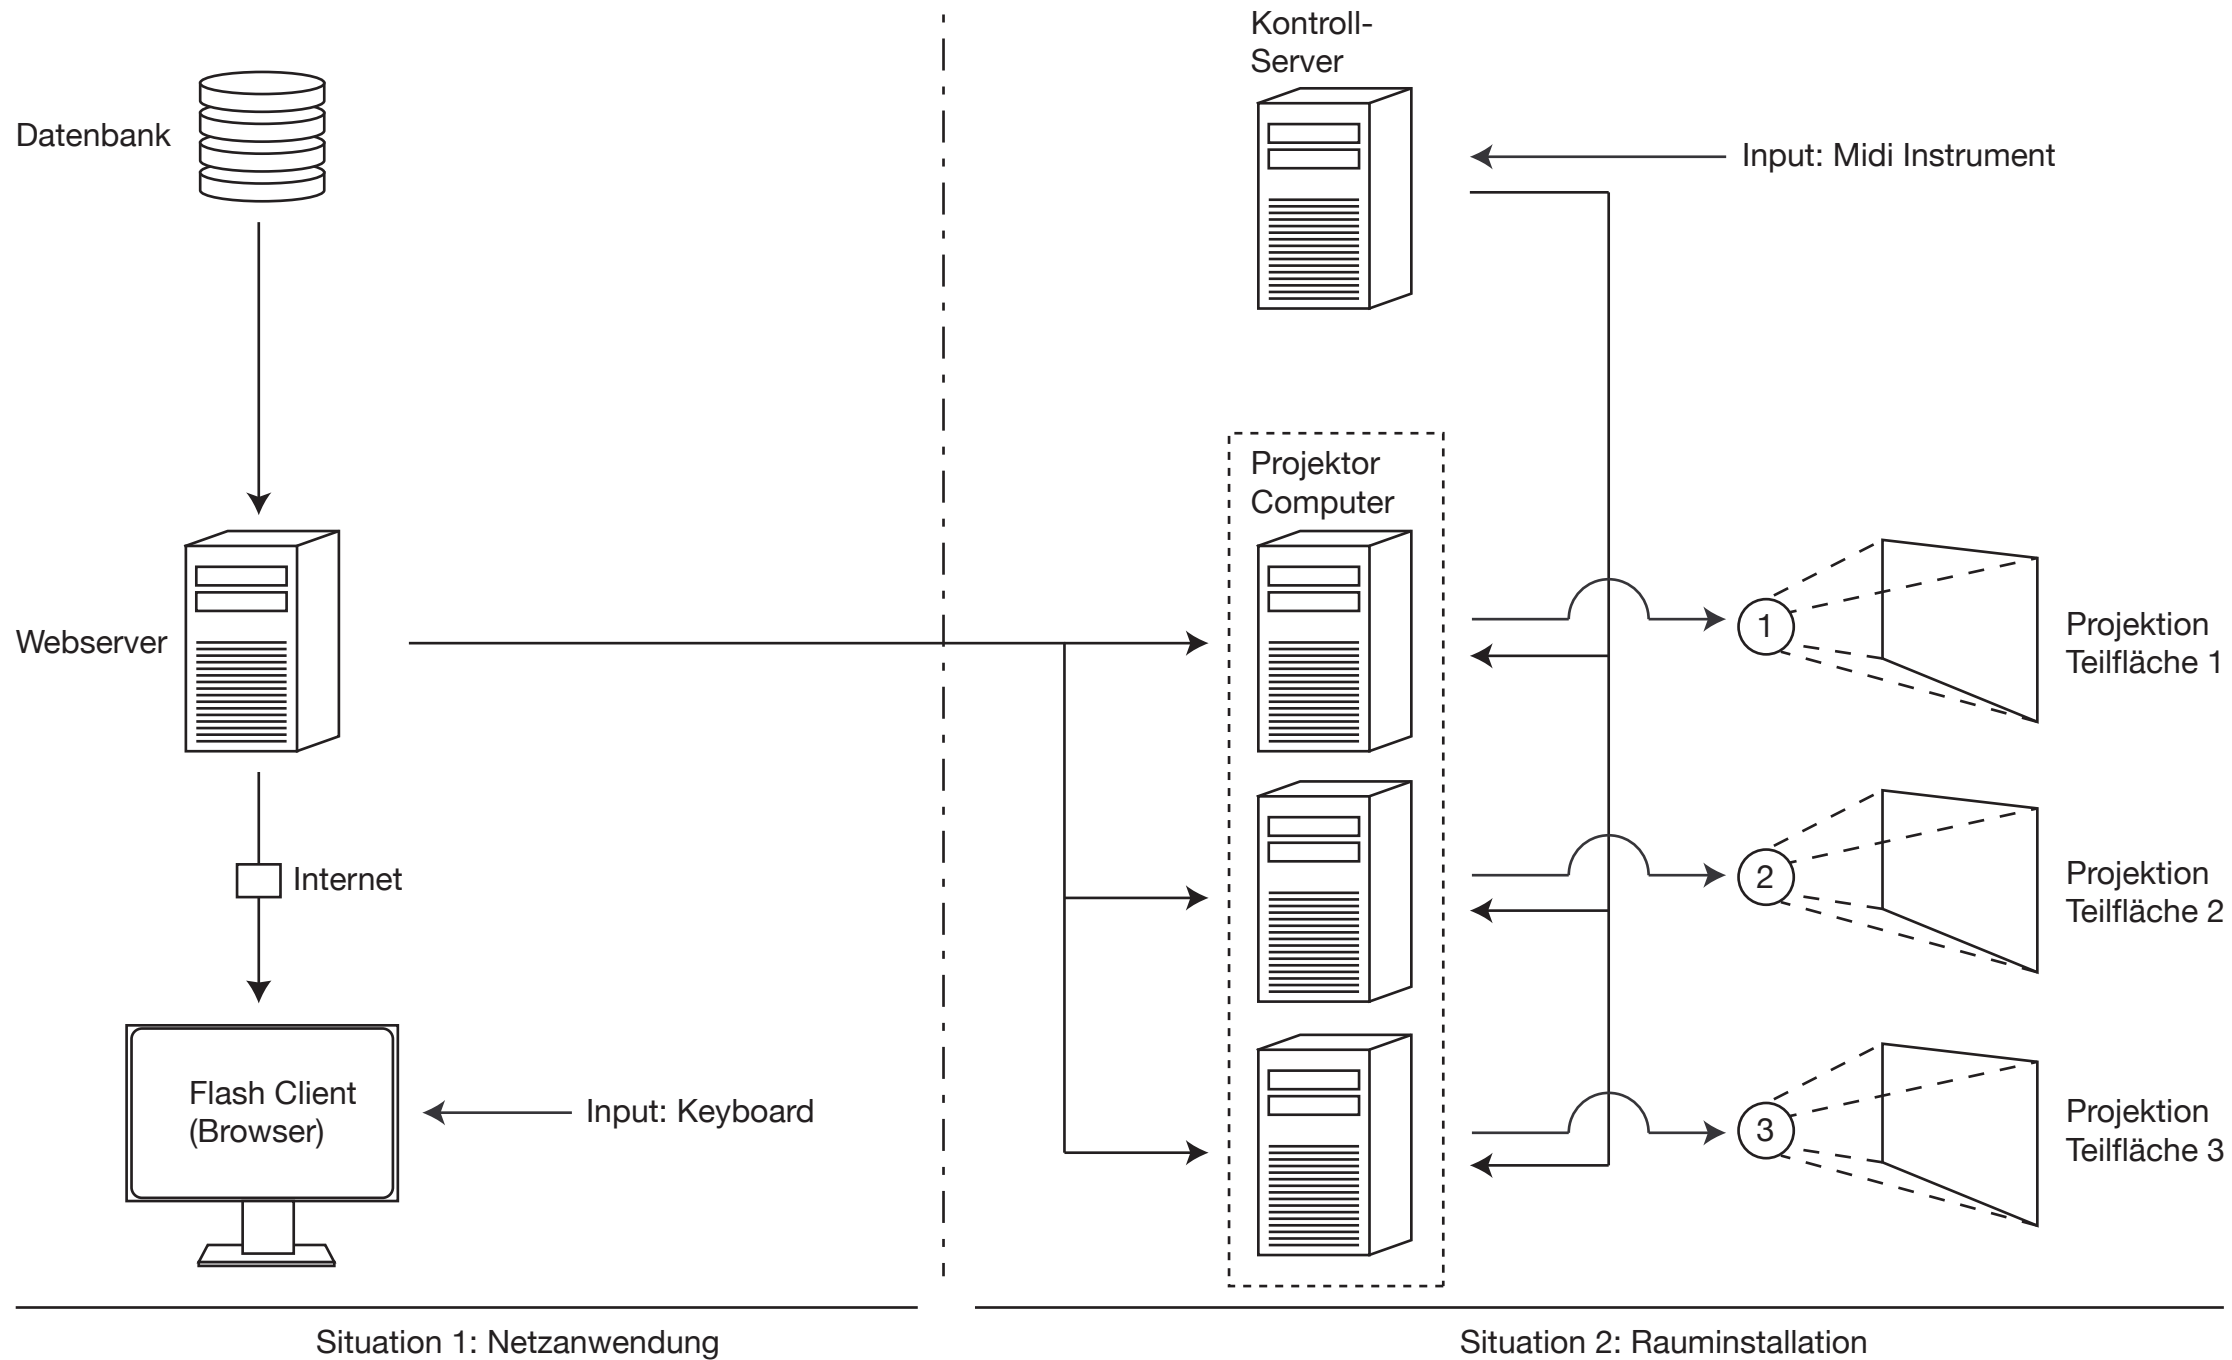 Datenbank
Webserver
Internet
Flash Client
(Browser)
Input: Keyboard
Situation 1: Netzanwendung
Kontroll-
Server
Input: Midi Instrument
Projektor
Computer
1
Projektion
Teilfläche 1
2
Projektion
Teilfläche 2
3
Projektion
Teilfläche 3
Situation 2: Rauminstallation